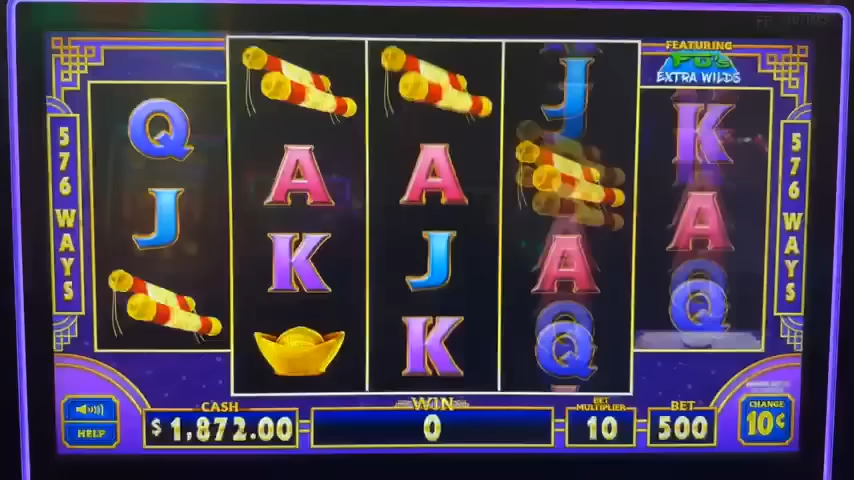 FEATURING
FU's
EXTRA WILDS
576 WAYS
576 WAYS
Q
J
A
K
A
J
K
J
A
Q
K
A
Q
HELP
CASH
$1,872.00
WIN
0
BET MULTIPLIER
10
BET
500
CHANGE
10¢